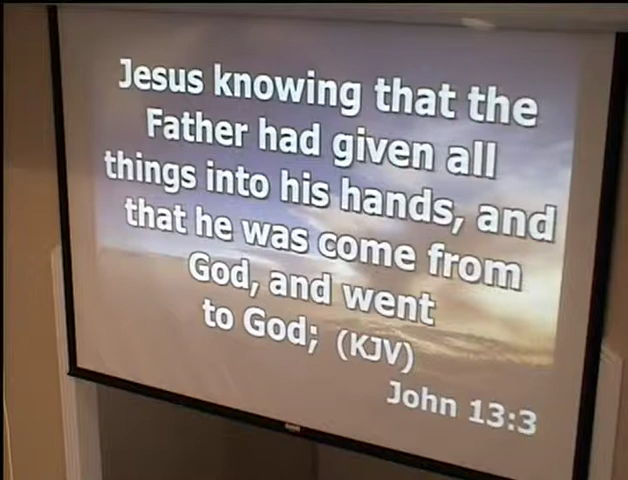 Jesus knowing that the
Father had given all
things into his hands, and
that he was come from
God, and went
to God; (KJV)
John 13:3